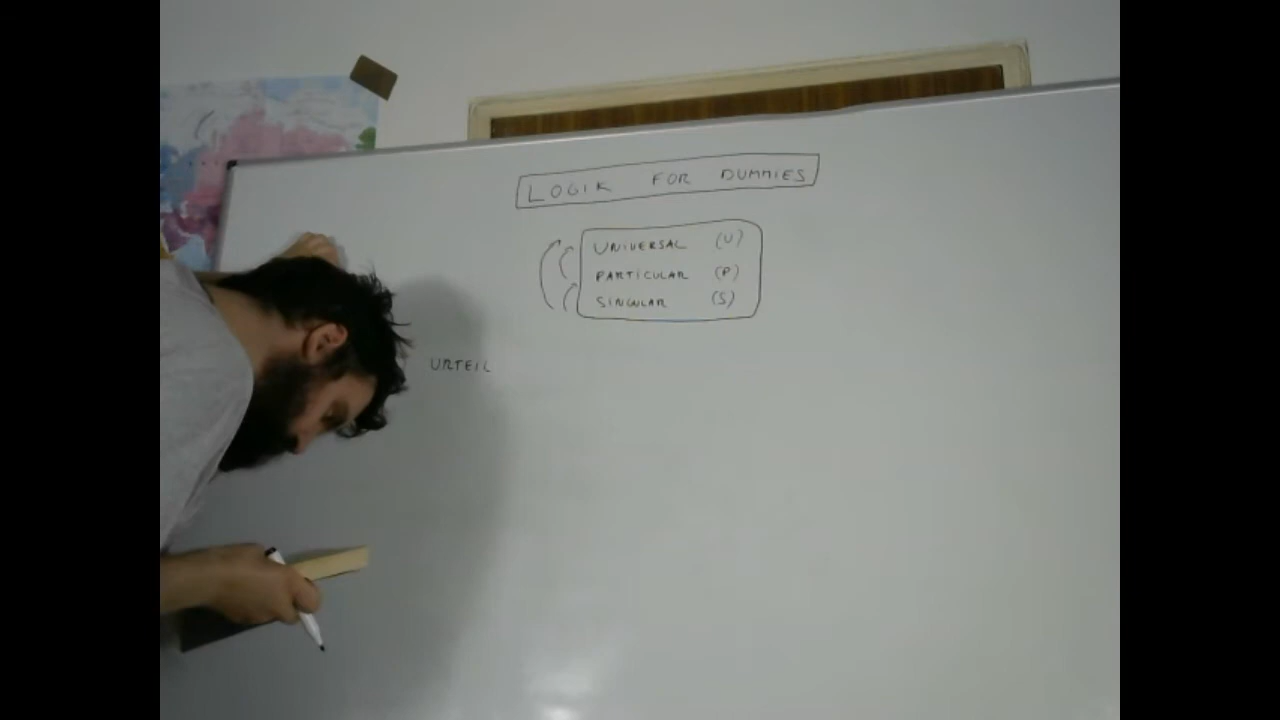 LOGIK FOR DUMMIES
UNIVERSAL (U)
PARTICULAR (P)
SINGULAR (S)
URTEIL